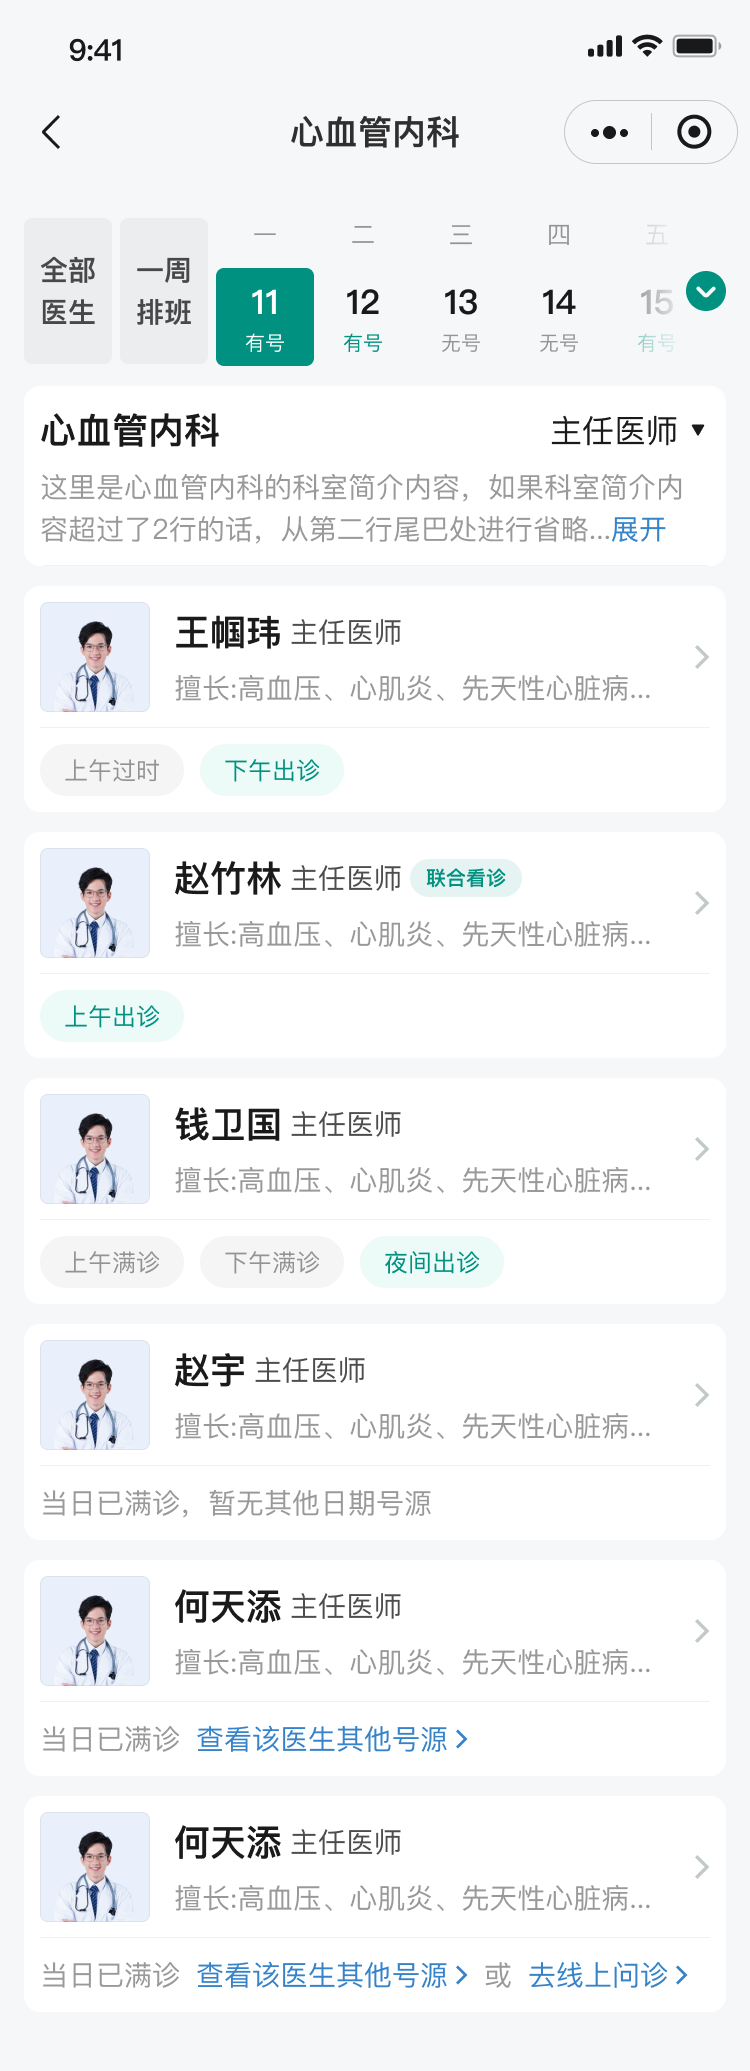 9:41
心血管内科
全部
医生
一周
排班
一 二 三 四 五
11 12 13 14 15
有号 有号 无号 无号 有号
心血管内科 主任医师
这里是心血管内科的科室简介内容，如果科室简介内
容超过了2行的话，从第二行尾巴处进行省略...展开
王帼玮 主任医师
擅长:高血压、心肌炎、先天性心脏病...
上午过时 下午出诊
赵竹林 主任医师 联合看诊
擅长:高血压、心肌炎、先天性心脏病...
上午出诊
钱卫国 主任医师
擅长:高血压、心肌炎、先天性心脏病...
上午满诊 下午满诊 夜间出诊
赵宇 主任医师
擅长:高血压、心肌炎、先天性心脏病...
当日已满诊，暂无其他日期号源
何天添 主任医师
擅长:高血压、心肌炎、先天性心脏病...
当日已满诊 查看该医生其他号源
何天添 主任医师
擅长:高血压、心肌炎、先天性心脏病...
当日已满诊 查看该医生其他号源 或 去线上问诊